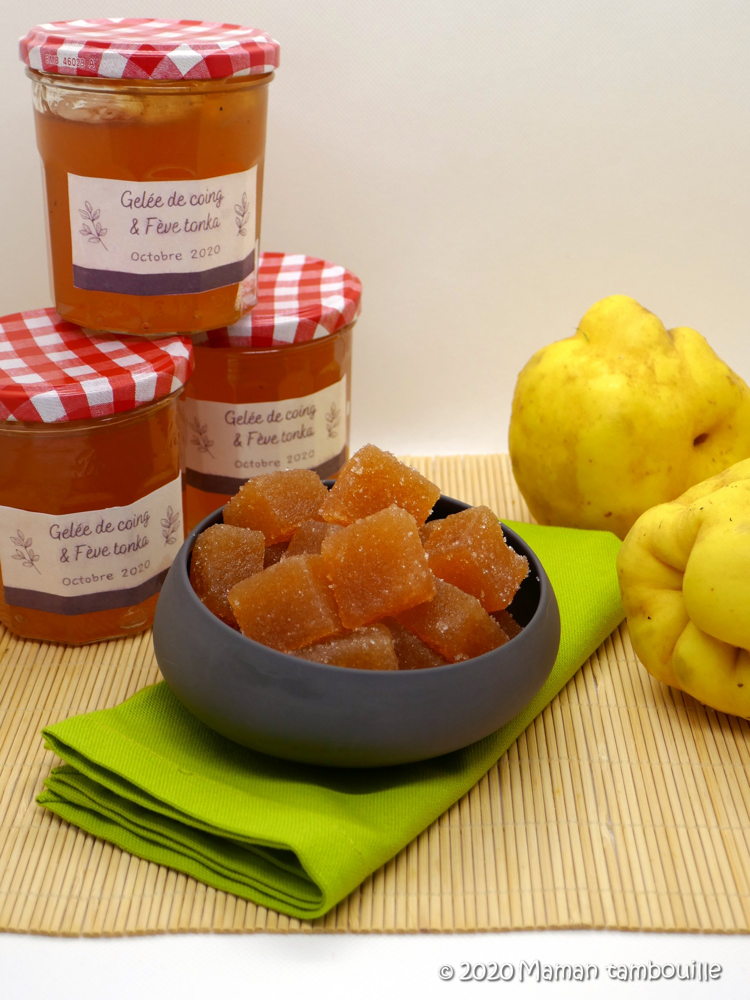 EMB 46029 A
Gelée de coing
& Fève tonka
Octobre 2020
Gelée de coing
& Fève tonka
Octobre 2020
Gelée de coing
& Fève tonka
Octobre 2020
© 2020 Maman tambouille